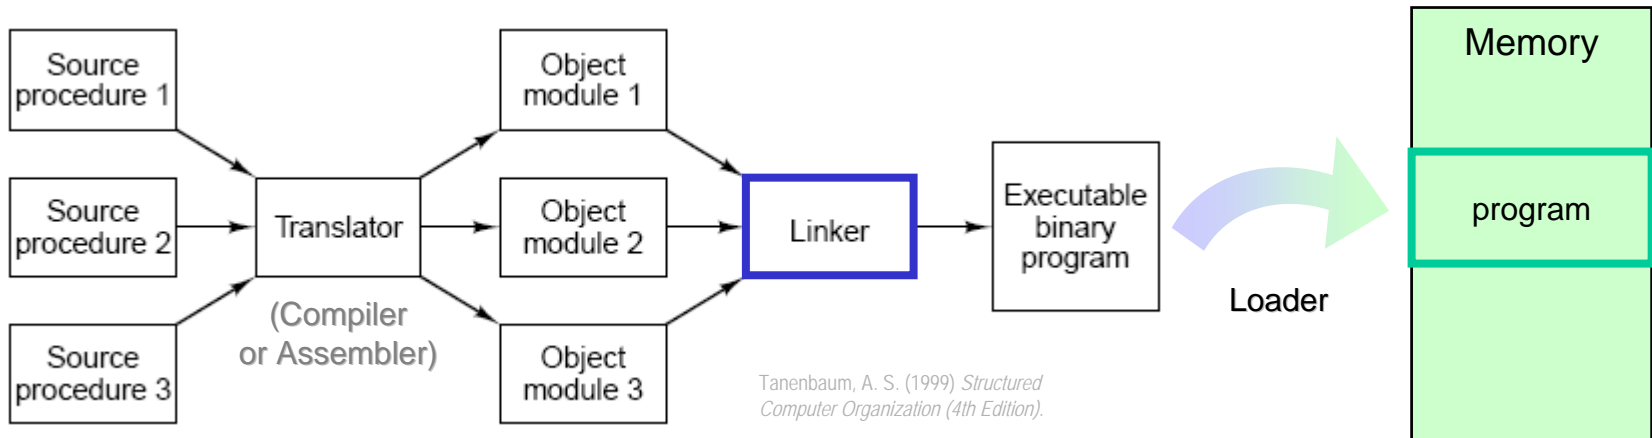 Source
procedure 1
Source
procedure 2
Source
procedure 3
Translator
(Compiler
or Assembler)
Object
module 1
Object
module 2
Object
module 3
Linker
Tanenbaum, A. S. (1999) Structured
Computer Organization (4th Edition).
Executable
binary
program
Loader
Memory
program